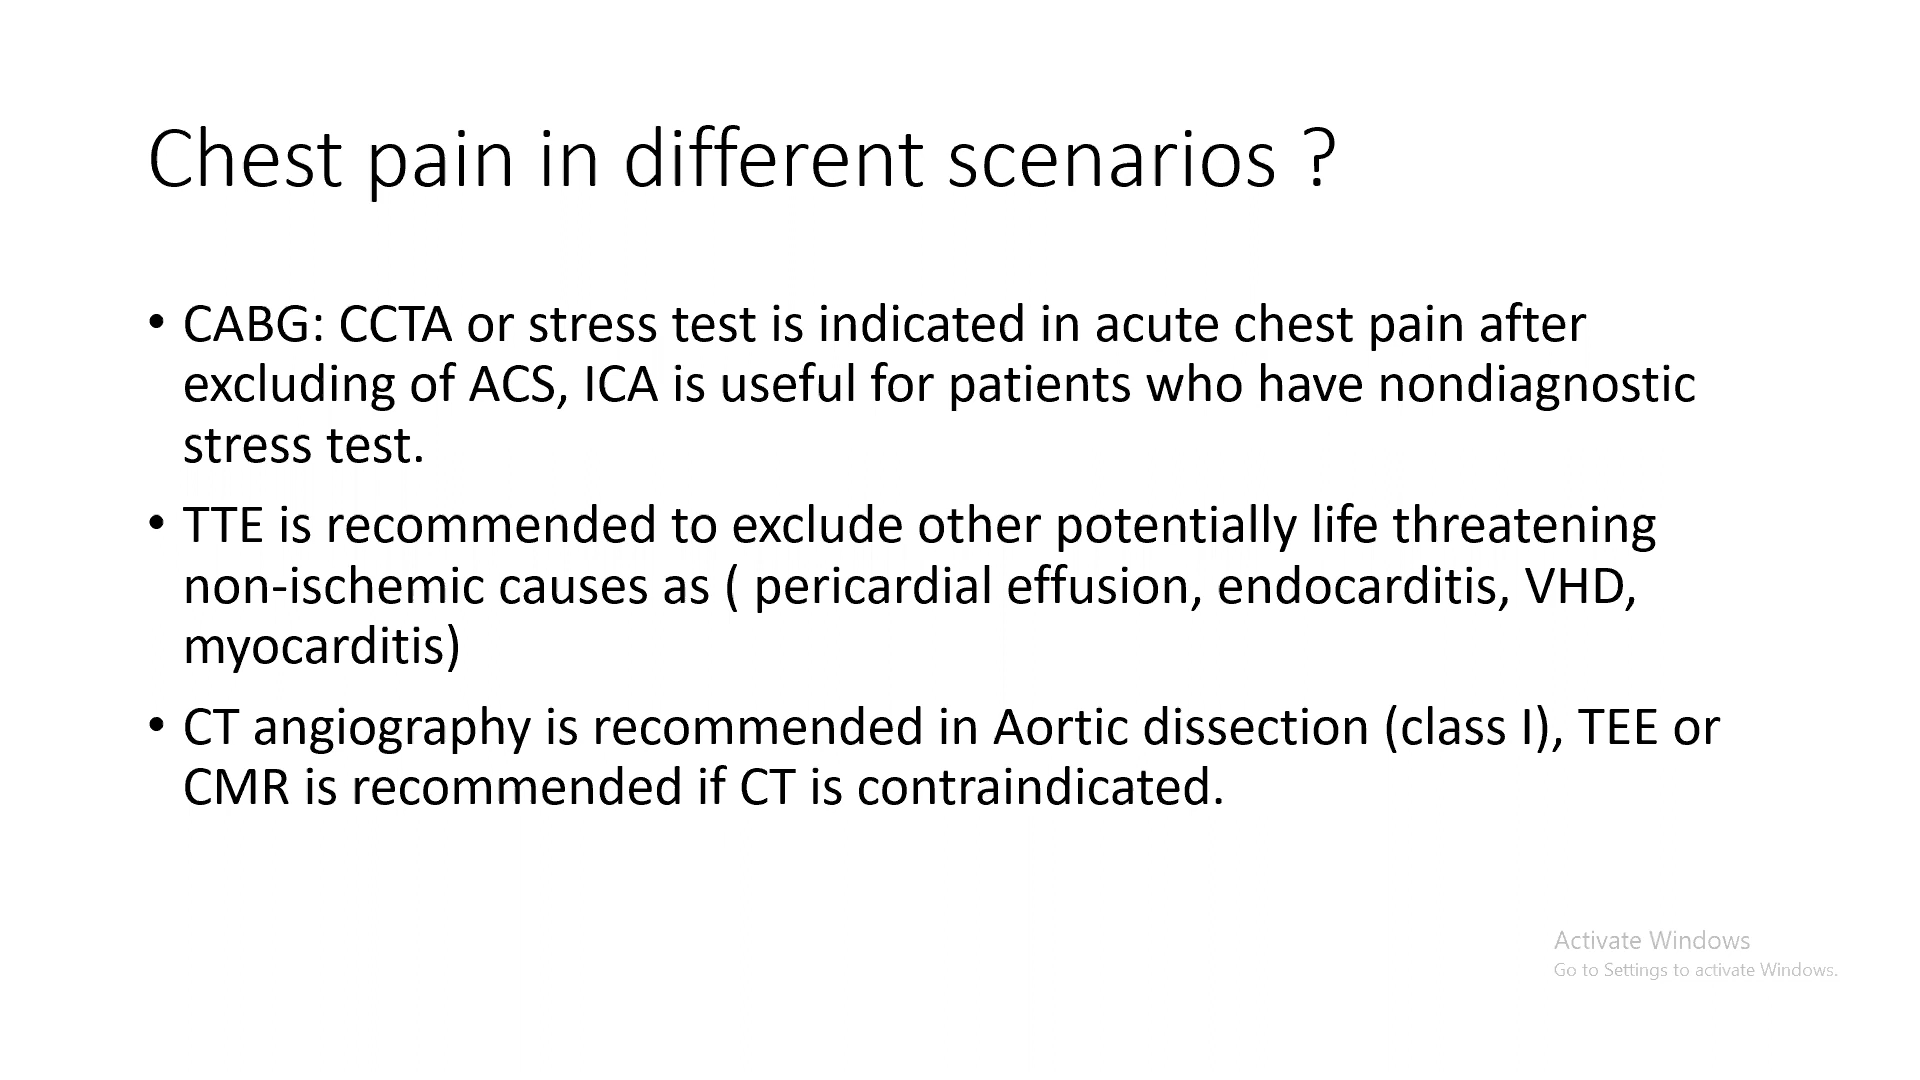 Chest pain in different scenarios ?
• CABG: CCTA or stress test is indicated in acute chest pain after
excluding of ACS, ICA is useful for patients who have nondiagnostic
stress test.
• TTE is recommended to exclude other potentially life threatening
non-ischemic causes as ( pericardial effusion, endocarditis, VHD,
myocarditis)
• CT angiography is recommended in Aortic dissection (class I), TEE or
CMR is recommended if CT is contraindicated.
Activate Windows
Go to Settings to activate Windows.